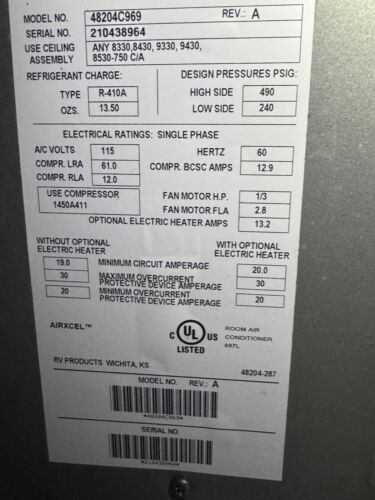 MODEL NO. 48204C969 REV.: A
SERIAL NO. 210438964
USE CEILING ASSEMBLY ANY 8330,8430, 9330, 9430, 8530-750 C/A
REFRIGERANT CHARGE: DESIGN PRESSURES PSIG:
TYPE R-410A HIGH SIDE 490
OZS. 13.50 LOW SIDE 240
ELECTRICAL RATINGS: SINGLE PHASE
A/C VOLTS 115 HERTZ 60
COMPR. LRA 61.0 COMPR. BCSC AMPS 12.9
COMPR. RLA 12.0
USE COMPRESSOR 1450A411 FAN MOTOR H.P. 1/3
FAN MOTOR FLA 2.8
OPTIONAL ELECTRIC HEATER AMPS 13.2
WITHOUT OPTIONAL ELECTRIC HEATER WITH OPTIONAL ELECTRIC HEATER
19.0 MINIMUM CIRCUIT AMPERAGE 20.0
30 MAXIMUM OVERCURRENT PROTECTIVE DEVICE AMPERAGE 30
20 MINIMUM OVERCURRENT PROTECTIVE DEVICE AMPERAGE 20
AIRXCEL™ C UL US LISTED ROOM AIR CONDITIONER 697L
RV PRODUCTS WICHITA, KS 48204-287
MODEL NO. REV.: A
*48204C969*
SERIAL NO.
*210438964*